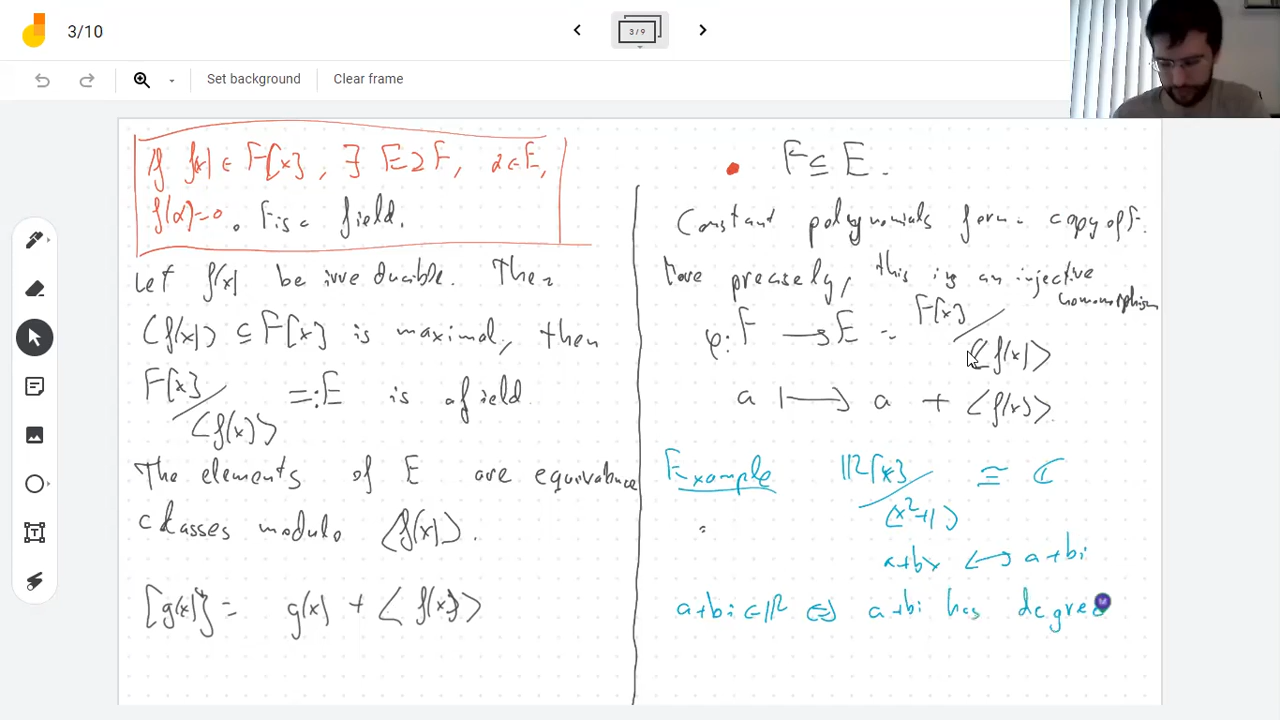 3/10
3/9
Undo
Set background
Clear frame
If f(x) ∈ F[x], ∃ E ⊇ F, α ∈ E,
f(α)=0. F is a field.
Let f(x) be irreducible. Then
⟨f(x)⟩ ⊆ F[x] is maximal, then
F[x]/⟨f(x)⟩ =: E is a field
The elements of E are equivalence
classes modulo ⟨f(x)⟩.
[g(x)] = g(x) + ⟨f(x)⟩
• F ⊆ E.
Constant polynomials form a copy of F.
More precisely, this is an injective
homomorphism
φ: F → E = F[x]/⟨f(x)⟩
a ↦ a + ⟨f(x)⟩.
Example ℝ[x]/⟨x²+1⟩ ≅ ℂ
a+bx ↔ a+bi
a+bi ∈ ℝ ⇔ a+bi has degree